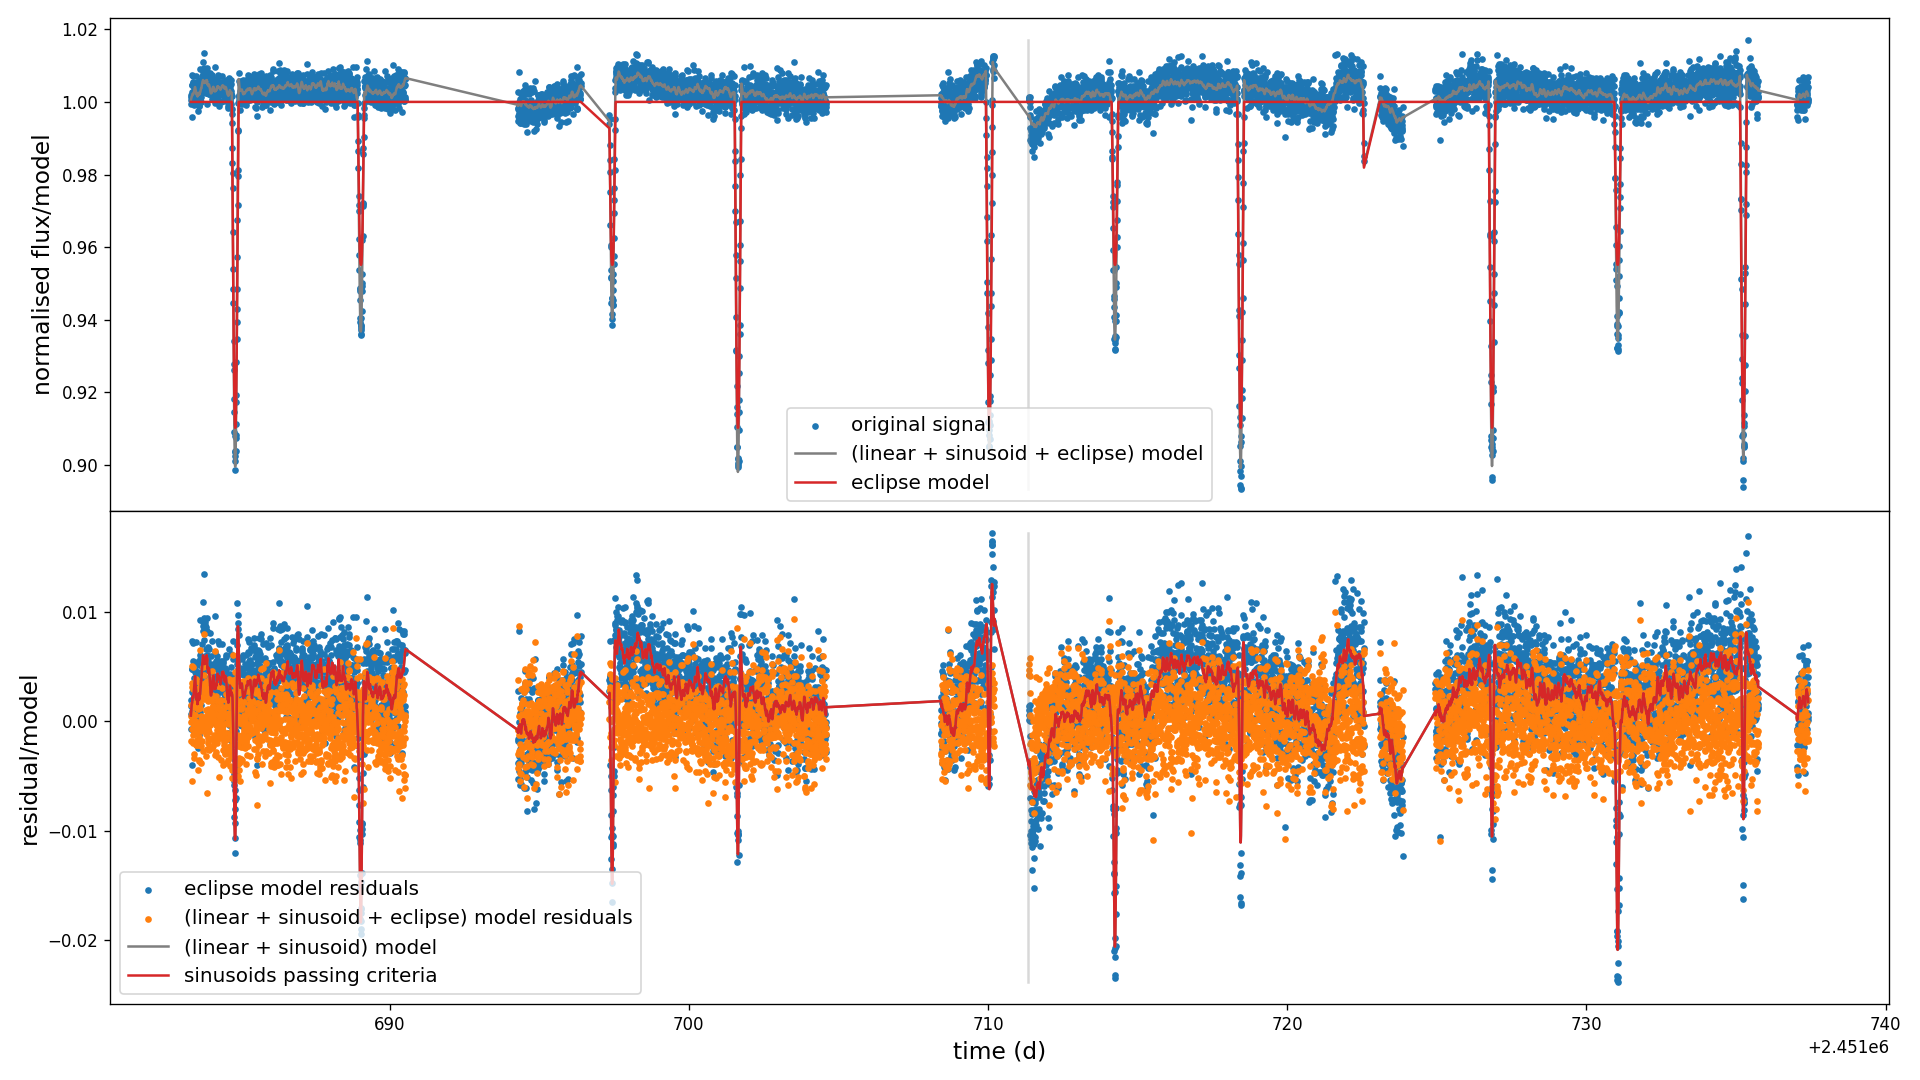 1.02
1.00
0.98
0.96
0.94
0.92
0.90
normalised flux/model
original signal
(linear + sinusoid + eclipse) model
eclipse model
0.01
0.00
−0.01
−0.02
residual/model
eclipse model residuals
(linear + sinusoid + eclipse) model residuals
(linear + sinusoid) model
sinusoids passing criteria
690 700 710 720 730 740
time (d)
+2.451e6